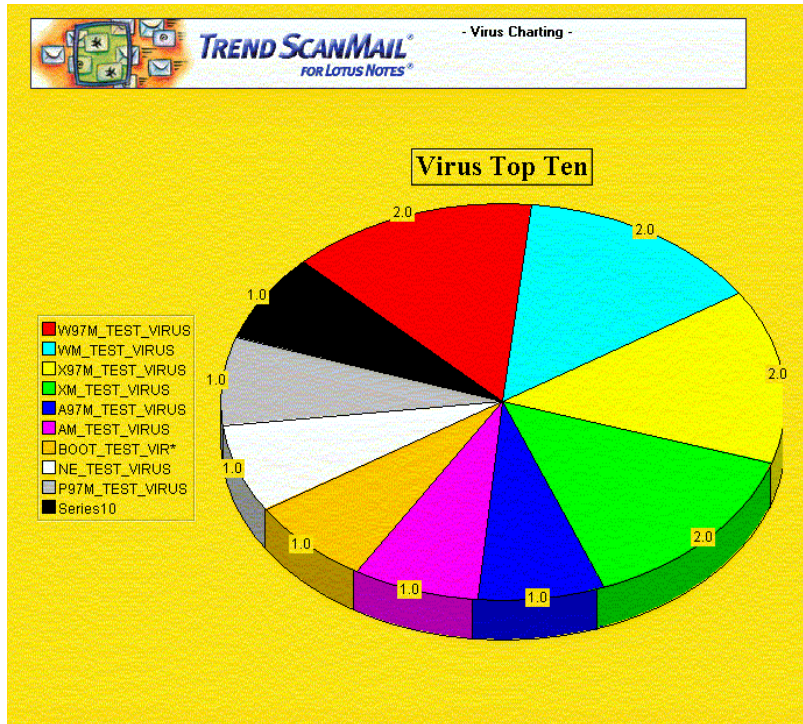 - Virus Charting -
TREND SCANMAIL®
FOR LOTUS NOTES®
Virus Top Ten
2.0
2.0
1.0
2.0
1.0
1.0
2.0
1.0
1.0
1.0
W97M_TEST_VIRUS
WM_TEST_VIRUS
X97M_TEST_VIRUS
XM_TEST_VIRUS
A97M_TEST_VIRUS
AM_TEST_VIRUS
BOOT_TEST_VIR*
NE_TEST_VIRUS
P97M_TEST_VIRUS
Series10